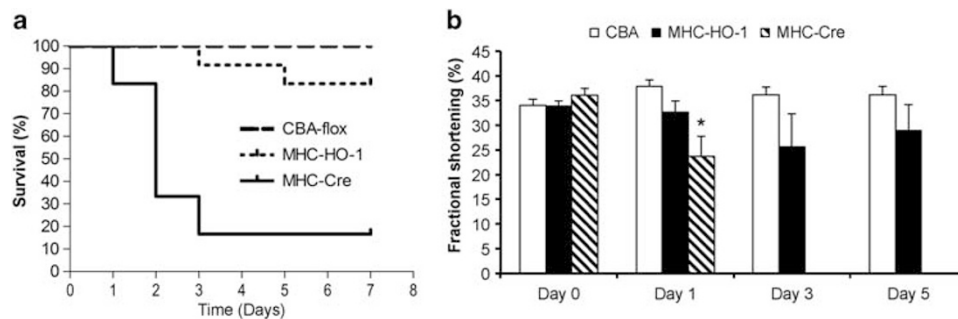 a
Survival (%)
100
90
80
70
60
50
40
30
20
10
0
CBA-flox
MHC-HO-1
MHC-Cre
0 1 2 3 4 5 6 7 8
Time (Days)
b
CBA MHC-HO-1 MHC-Cre
Fractional shortening (%)
45
40
35
30
25
20
15
10
5
0
*
Day 0 Day 1 Day 3 Day 5